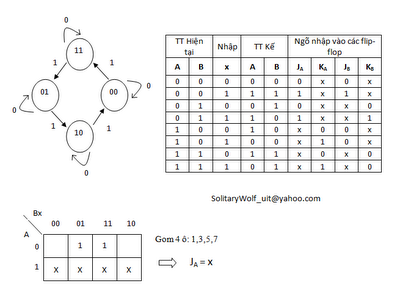 0
11
1
1
0
01
00
0
1
1
10
0
TT Hiện tại Nhập TT Kế Ngõ nhập vào các flip-flop
A B x A B JA KA JB KB
0 0 0 0 0 0 x 0 x
0 0 1 1 1 1 x 1 x
0 1 0 0 1 0 x x 0
0 1 1 1 0 1 x x 1
1 0 0 1 0 x 0 0 x
1 0 1 0 0 x 1 0 x
1 1 0 1 1 x 0 x 0
1 1 1 0 1 x 1 x 0
SolitaryWolf_uit@yahoo.com
Bx
00 01 11 10
A
0 1 1
1 X X X X
Gom 4 ô: 1,3,5,7
JA = x